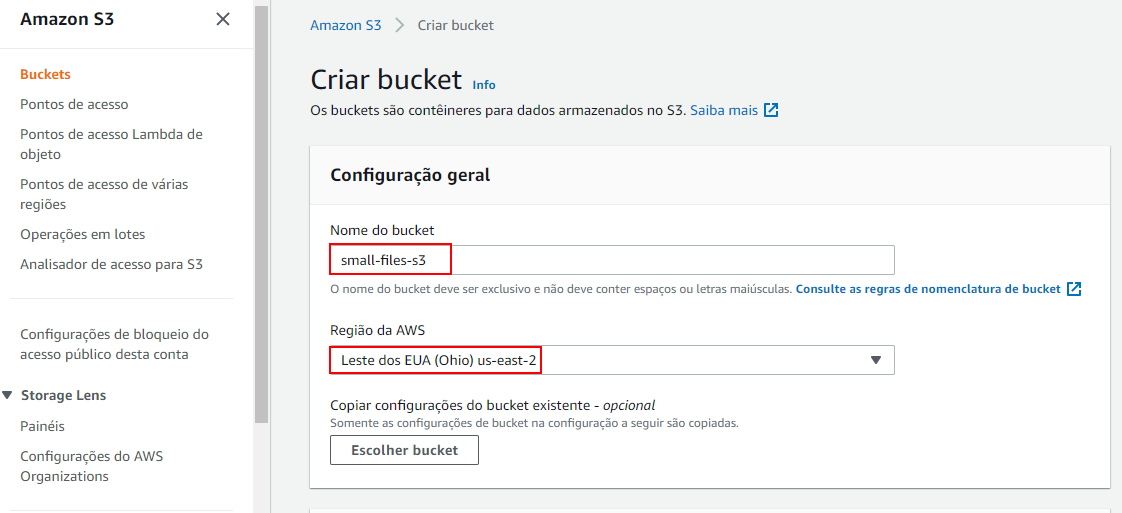 Amazon S3
Buckets
Pontos de acesso
Pontos de acesso Lambda de
objeto
Pontos de acesso de várias
regiões
Operações em lotes
Analisador de acesso para S3
Configurações de bloqueio do
acesso público desta conta
Storage Lens
Painéis
Configurações do AWS
Organizations
Amazon S3 > Criar bucket
Criar bucket Info
Os buckets são contêineres para dados armazenados no S3. Saiba mais
Configuração geral
Nome do bucket
small-files-s3
O nome do bucket deve ser exclusivo e não deve conter espaços ou letras maiúsculas. Consulte as regras de nomenclatura de bucket
Região da AWS
Leste dos EUA (Ohio) us-east-2
Copiar configurações do bucket existente - opcional
Somente as configurações de bucket na configuração a seguir são copiadas.
Escolher bucket